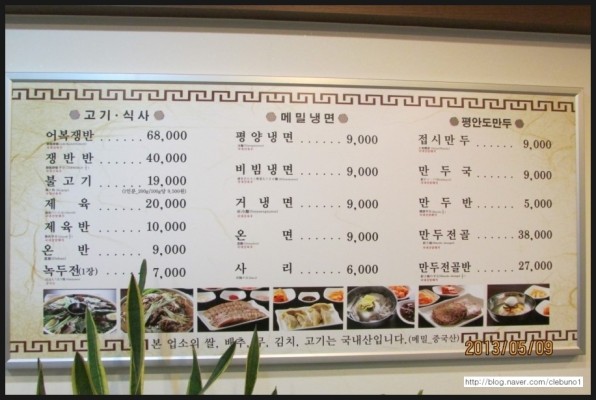 고기·식사
어복쟁반 ...... 68,000
쟁반반 ...... 40,000
불고기 ...... 19,000
제육 ...... 20,000
제육반 ...... 10,000
온반 ...... 9,000
녹두전(1장) ...... 7,000
메밀냉면
평양냉면 ...... 9,000
비빔냉면 ...... 9,000
거냉면 ...... 9,000
온면 ...... 9,000
사리 ...... 6,000
평안도만두
접시만두 ...... 9,000
만두국 ...... 9,000
만두반 ...... 5,000
만두전골 ...... 38,000
만두전골반 ...... 27,000
본 업소의 쌀, 배추, 무, 김치, 고기는 국내산입니다.(메밀_중국산)
2013/05/09
http://blog.naver.com/clebuno1